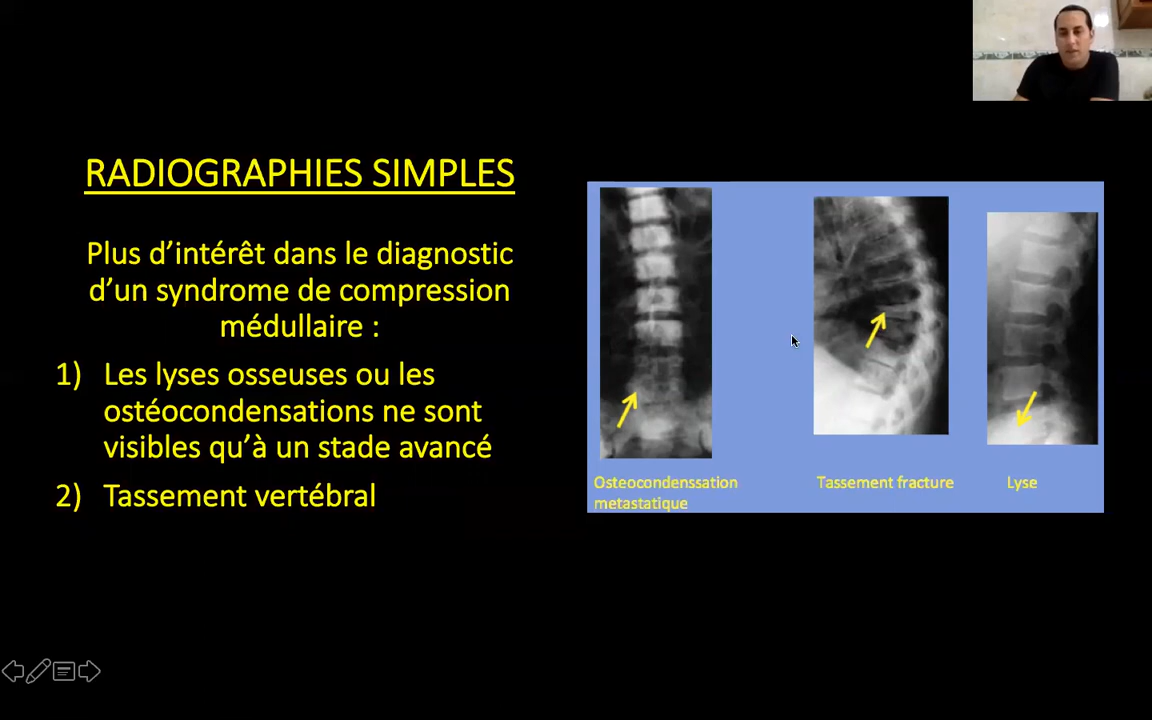 RADIOGRAPHIES SIMPLES
Plus d’intérêt dans le diagnostic
d’un syndrome de compression
médullaire :
1) Les lyses osseuses ou les
ostéocondensations ne sont
visibles qu’à un stade avancé
2) Tassement vertébral
Osteocondenssation
metastatique
Tassement fracture
Lyse